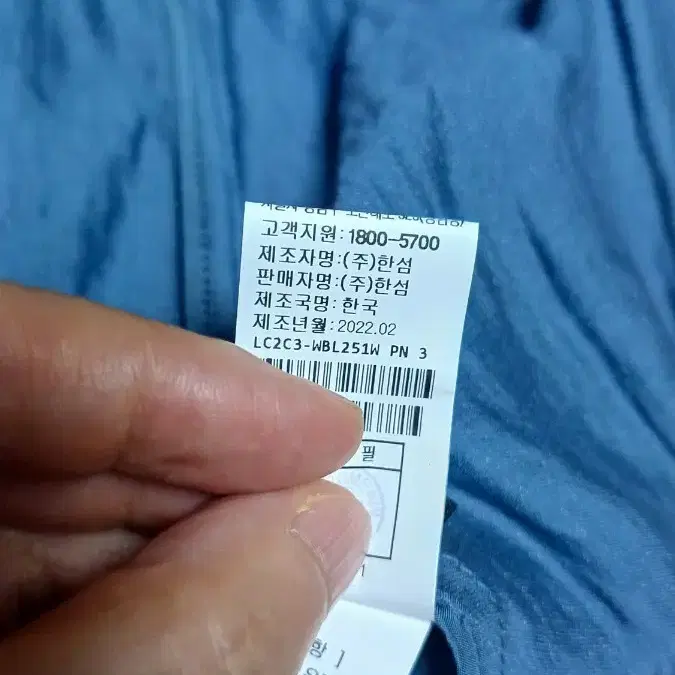 고객지원:1800-5700
제조자명:(주)한섬
판매자명:(주)한섬
제조국명: 한국
제조년월: 2022.02
LC2C3-WBL251W PN 3
필